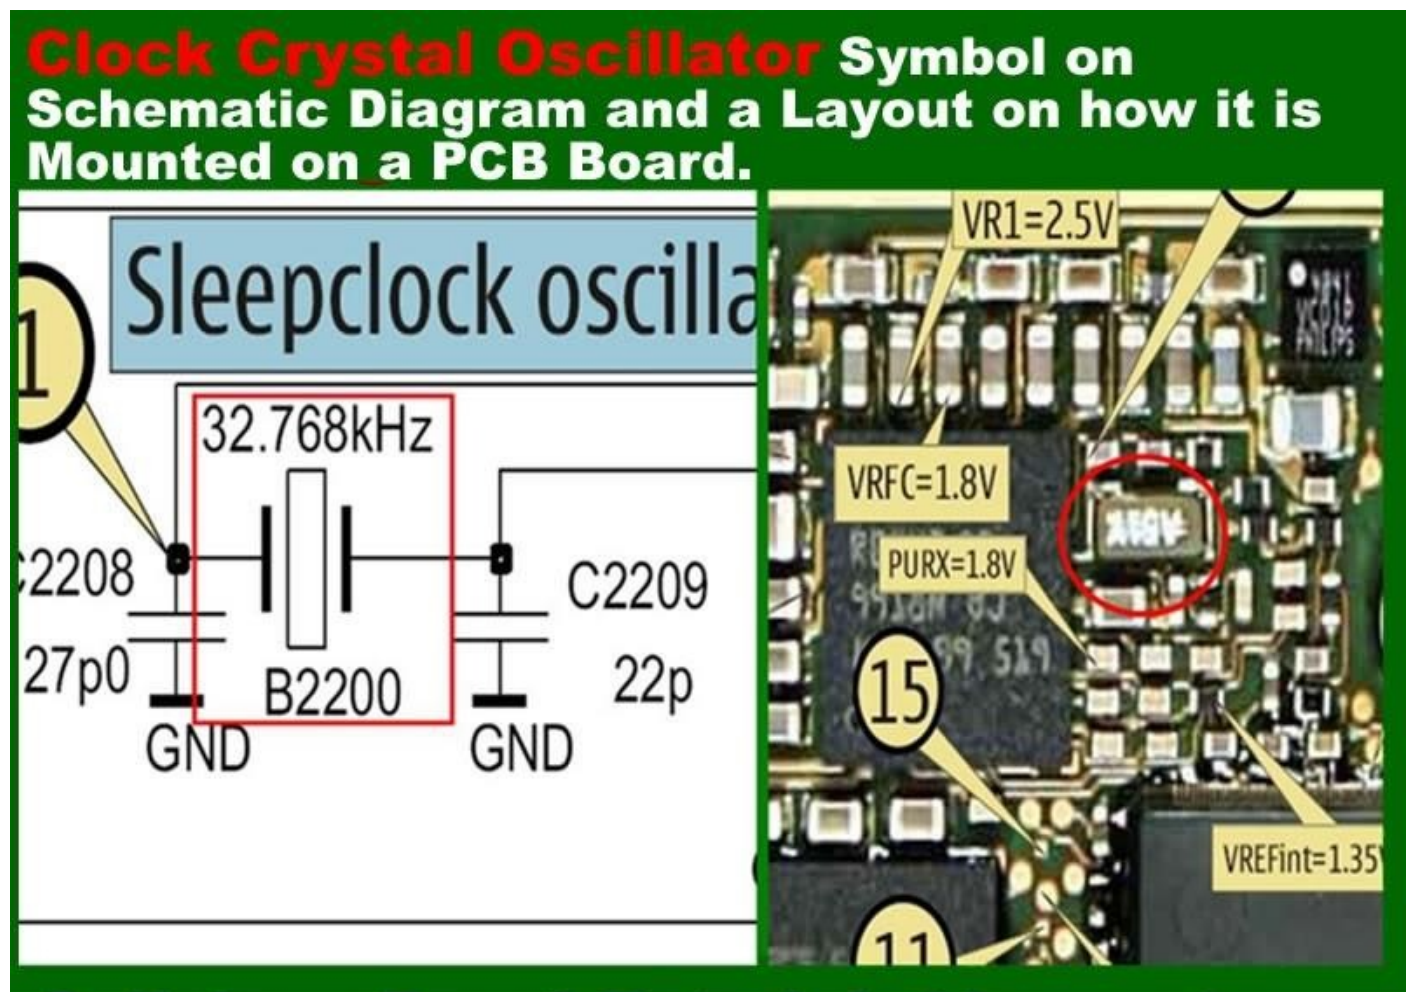 Clock Crystal Oscillator Symbol on
Schematic Diagram and a Layout on how it is
Mounted on a PCB Board.
Sleepclock oscilla
1
32.768kHz
C2208
27p0
B2200
C2209
22p
GND
GND
VR1=2.5V
VRFC=1.8V
PURX=1.8V
15
VREFint=1.35V
11
PHILIPS